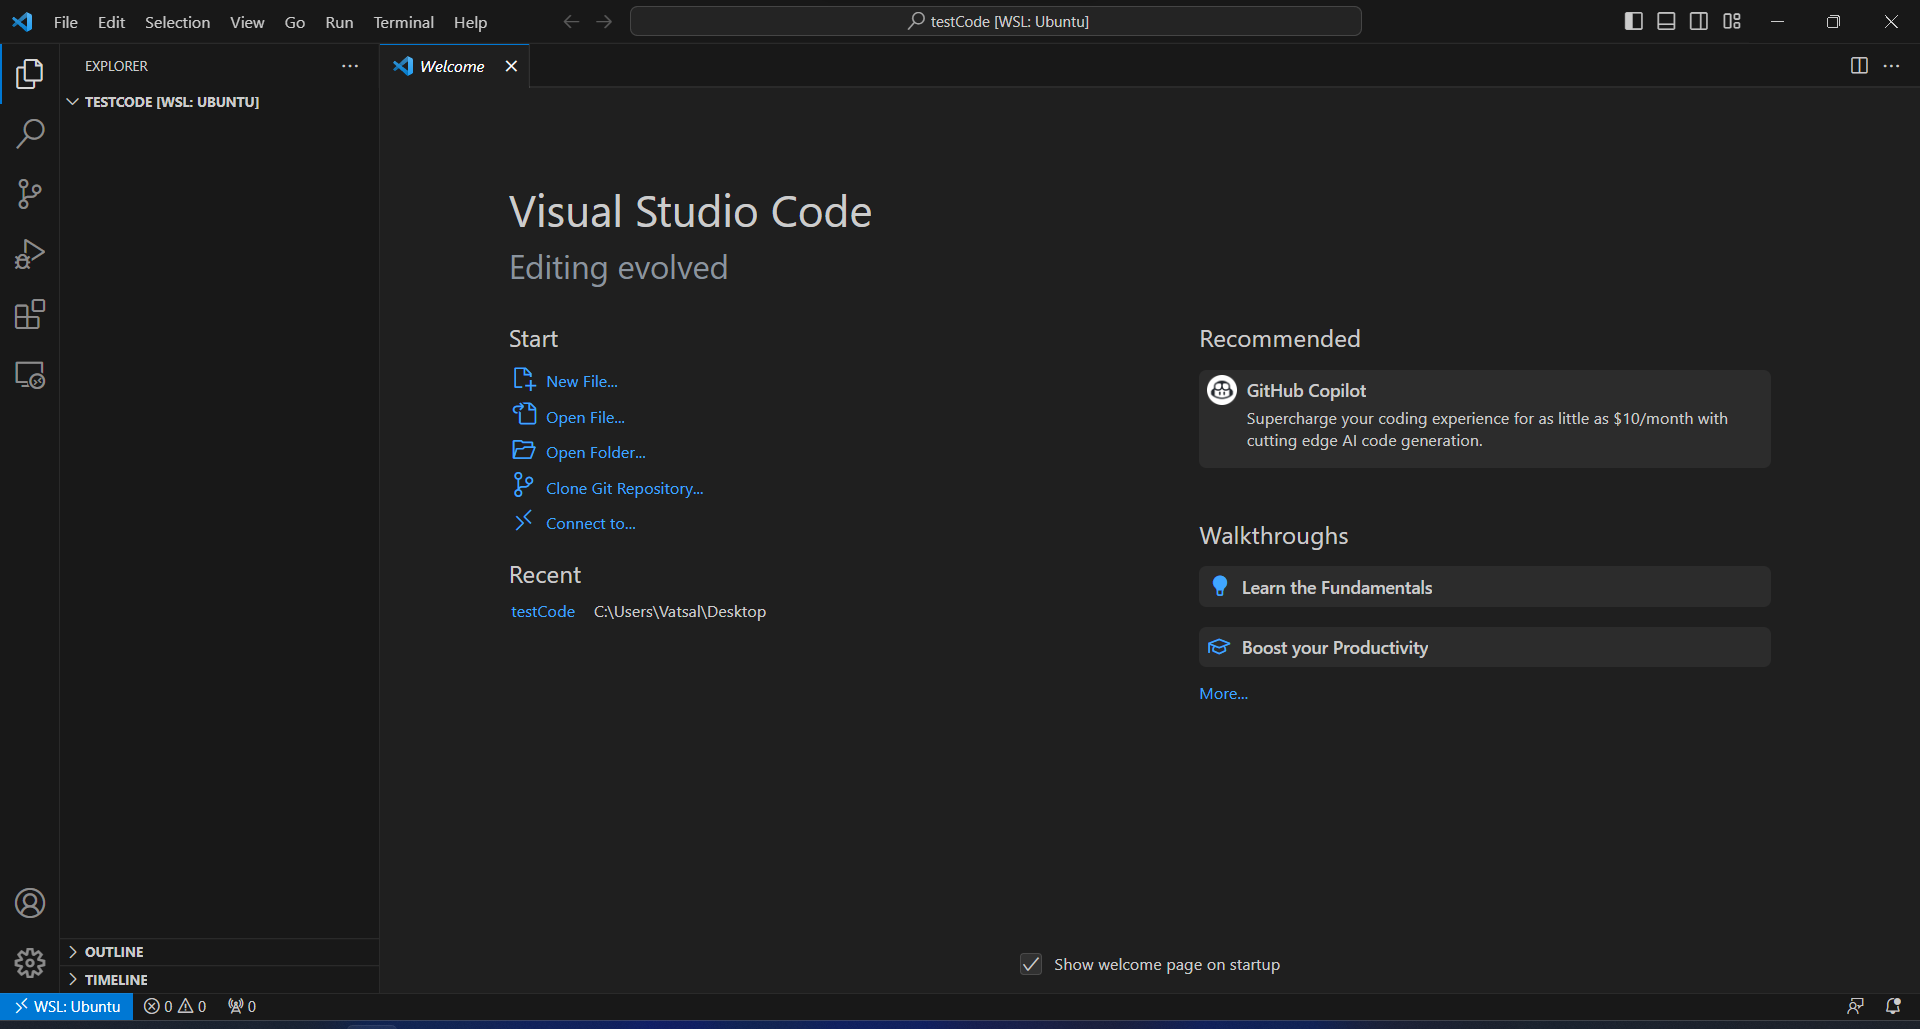 File Edit Selection View Go Run Terminal Help
testCode [WSL: Ubuntu]
EXPLORER
Welcome
TESTCODE [WSL: UBUNTU]
Visual Studio Code
Editing evolved
Start
New File...
Open File...
Open Folder...
Clone Git Repository...
Connect to...
Recent
testCode C:\Users\Vatsal\Desktop
Recommended
GitHub Copilot
Supercharge your coding experience for as little as $10/month with
cutting edge AI code generation.
Walkthroughs
Learn the Fundamentals
Boost your Productivity
More...
OUTLINE
TIMELINE
Show welcome page on startup
WSL: Ubuntu 0 0 0